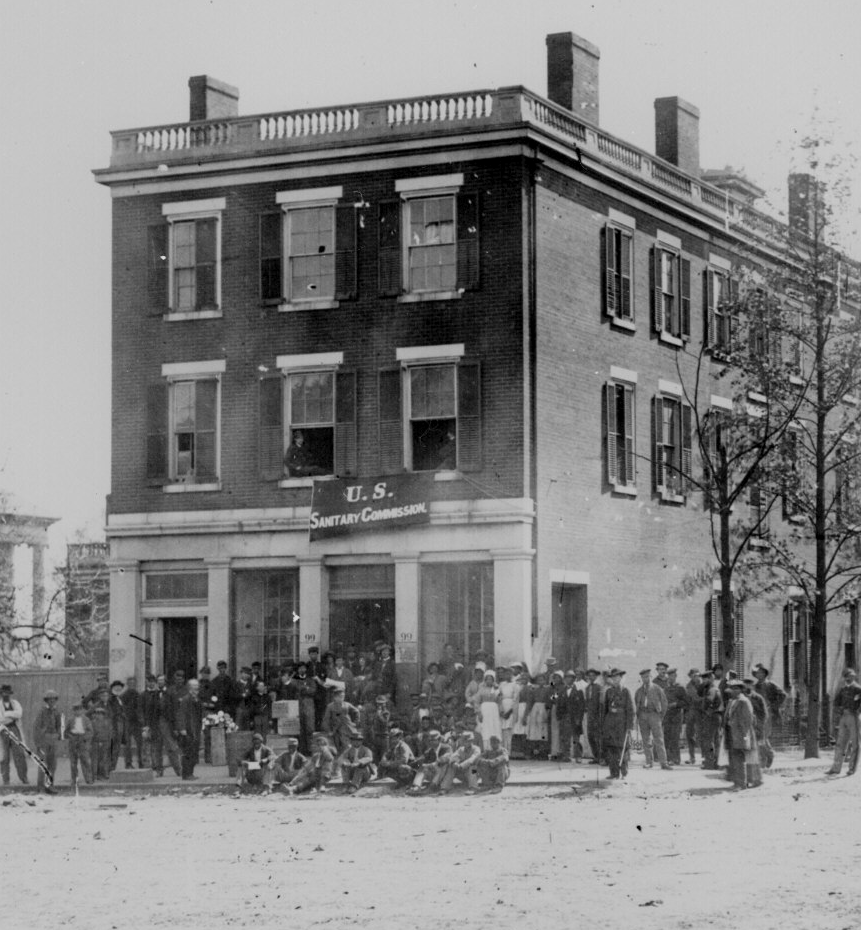 U. S.
SANITARY COMMISSION.
99
99